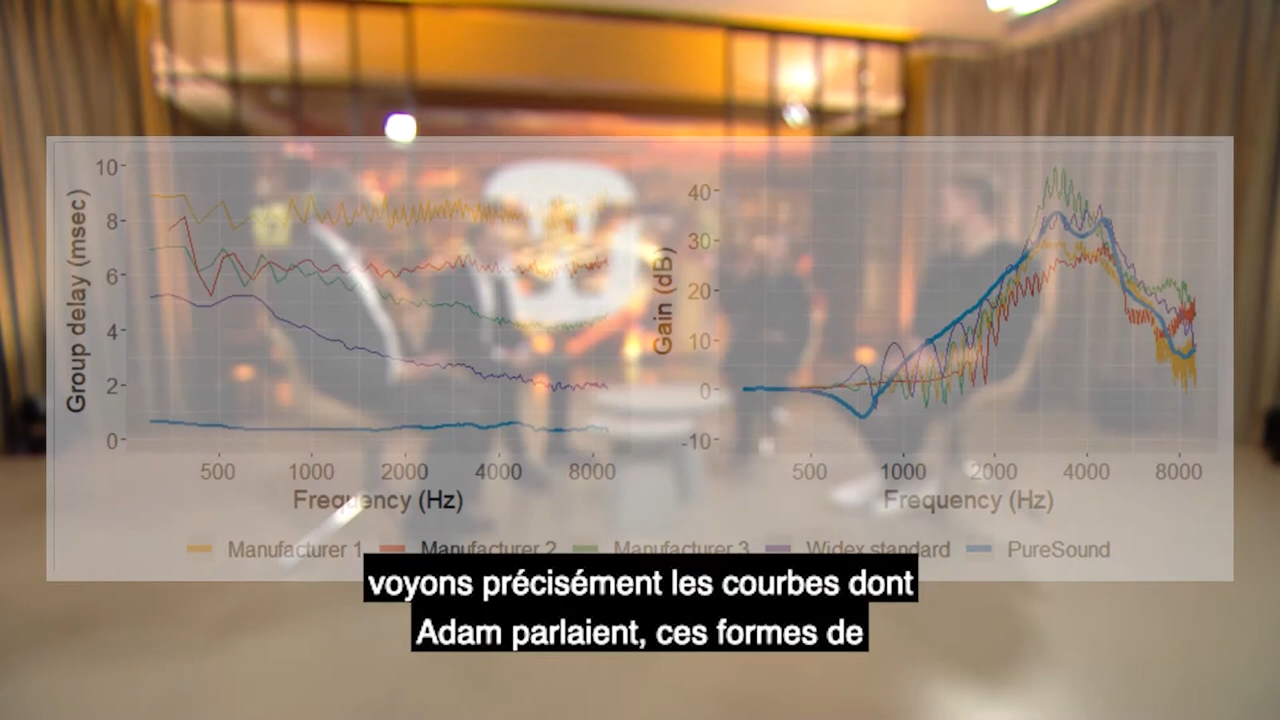 Group delay (msec)
10
8
6
4
2
0
500 1000 2000 4000 8000
Frequency (Hz)
Gain (dB)
40
30
20
10
0
-10
500 1000 2000 4000 8000
Frequency (Hz)
Manufacturer 1 Manufacturer 2 Manufacturer 3 Widex standard PureSound
voyons précisément les courbes dont
Adam parlaient, ces formes de